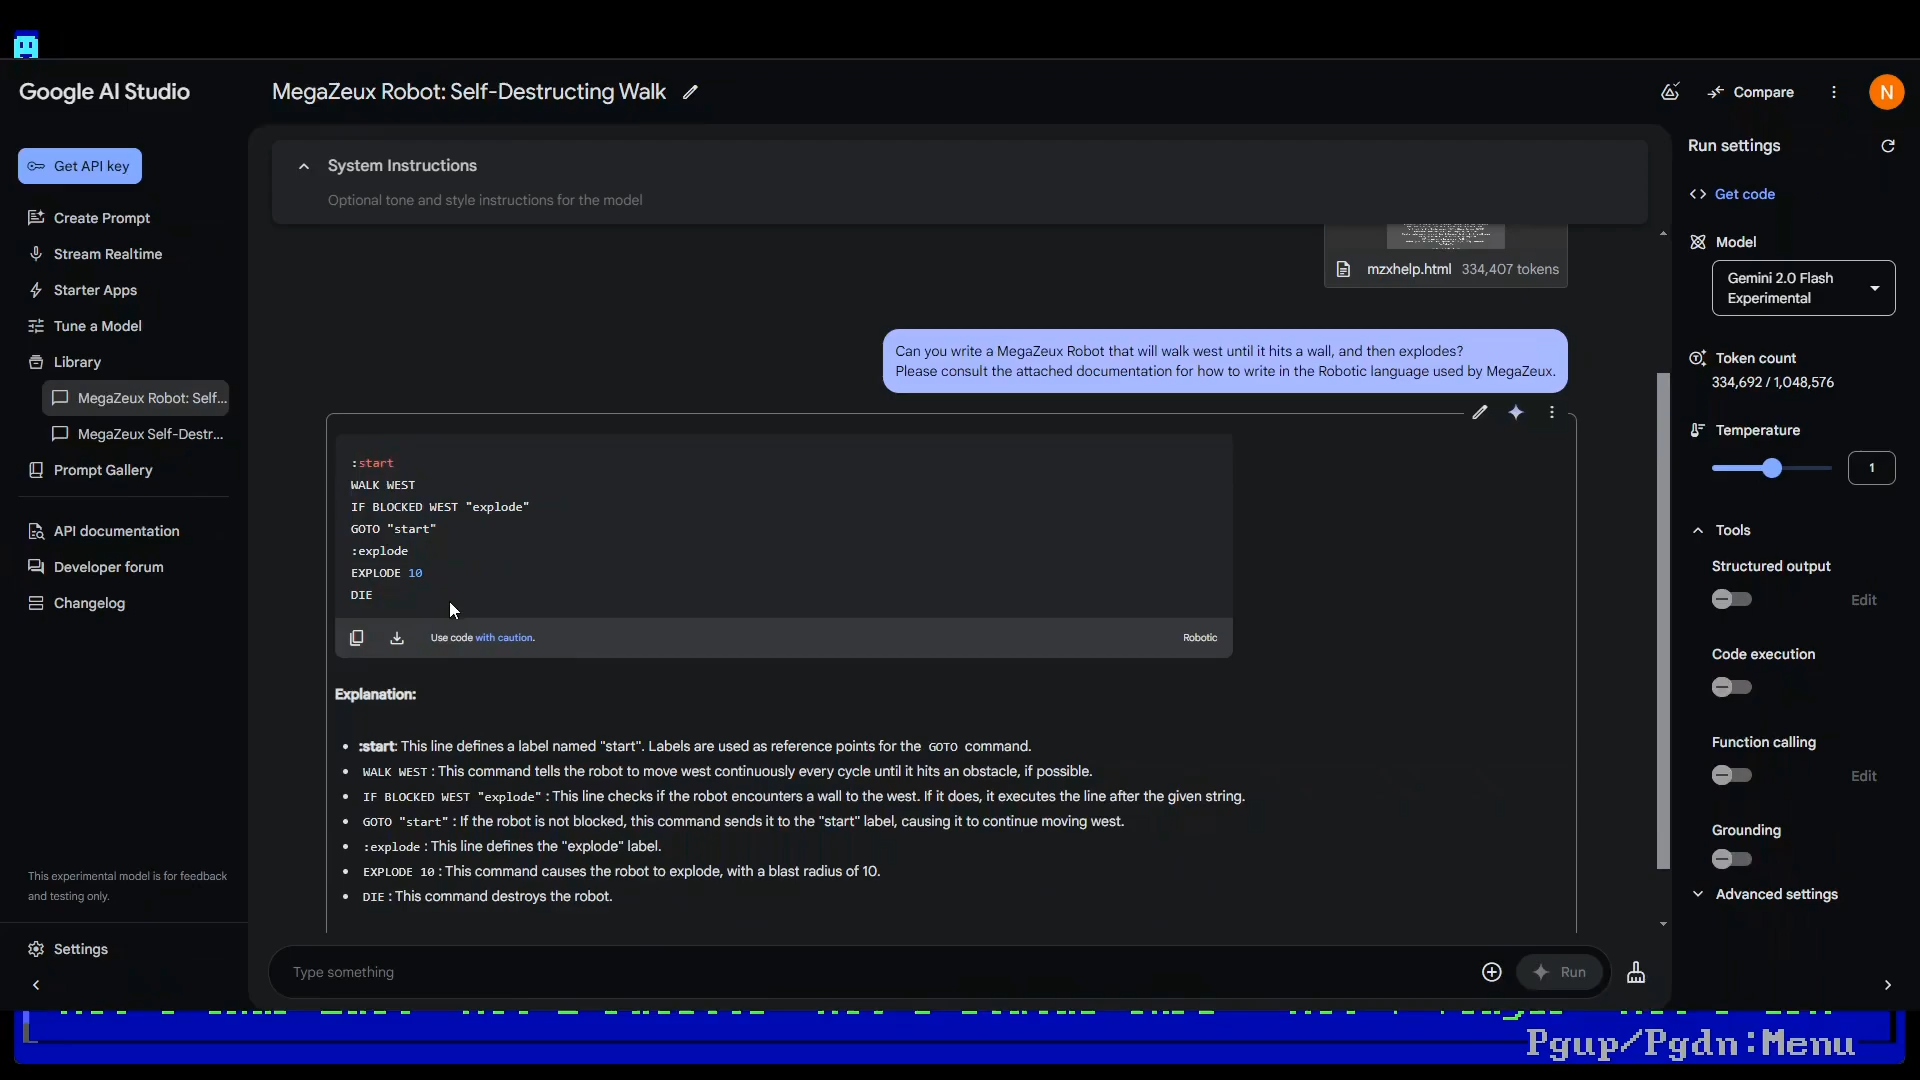 Google AI Studio
MegaZeux Robot: Self-Destructing Walk
Compare
N
Get API key
Create Prompt
Stream Realtime
Starter Apps
Tune a Model
Library
MegaZeux Robot: Self...
MegaZeux Self-Destr...
Prompt Gallery
API documentation
Developer forum
Changelog
This experimental model is for feedback
and testing only.
Settings
System Instructions
Optional tone and style instructions for the model
mzxhelp.html 334,407 tokens
Can you write a MegaZeux Robot that will walk west until it hits a wall, and then explodes?
Please consult the attached documentation for how to write in the Robotic language used by MegaZeux.
:start
WALK WEST
IF BLOCKED WEST "explode"
GOTO "start"
:explode
EXPLODE 10
DIE
Use code with caution.
Robotic
Explanation:
• :start: This line defines a label named "start". Labels are used as reference points for the GOTO command.
• WALK WEST : This command tells the robot to move west continuously every cycle until it hits an obstacle, if possible.
• IF BLOCKED WEST "explode" : This line checks if the robot encounters a wall to the west. If it does, it executes the line after the given string.
• GOTO "start" : If the robot is not blocked, this command sends it to the "start" label, causing it to continue moving west.
• :explode : This line defines the "explode" label.
• EXPLODE 10 : This command causes the robot to explode, with a blast radius of 10.
• DIE : This command destroys the robot.
Type something
Run
Run settings
Get code
Model
Gemini 2.0 Flash
Experimental
Token count
334,692 / 1,048,576
Temperature
1
Tools
Structured output
Edit
Code execution
Function calling
Edit
Grounding
Advanced settings
Pgup/Pgdn:Menu